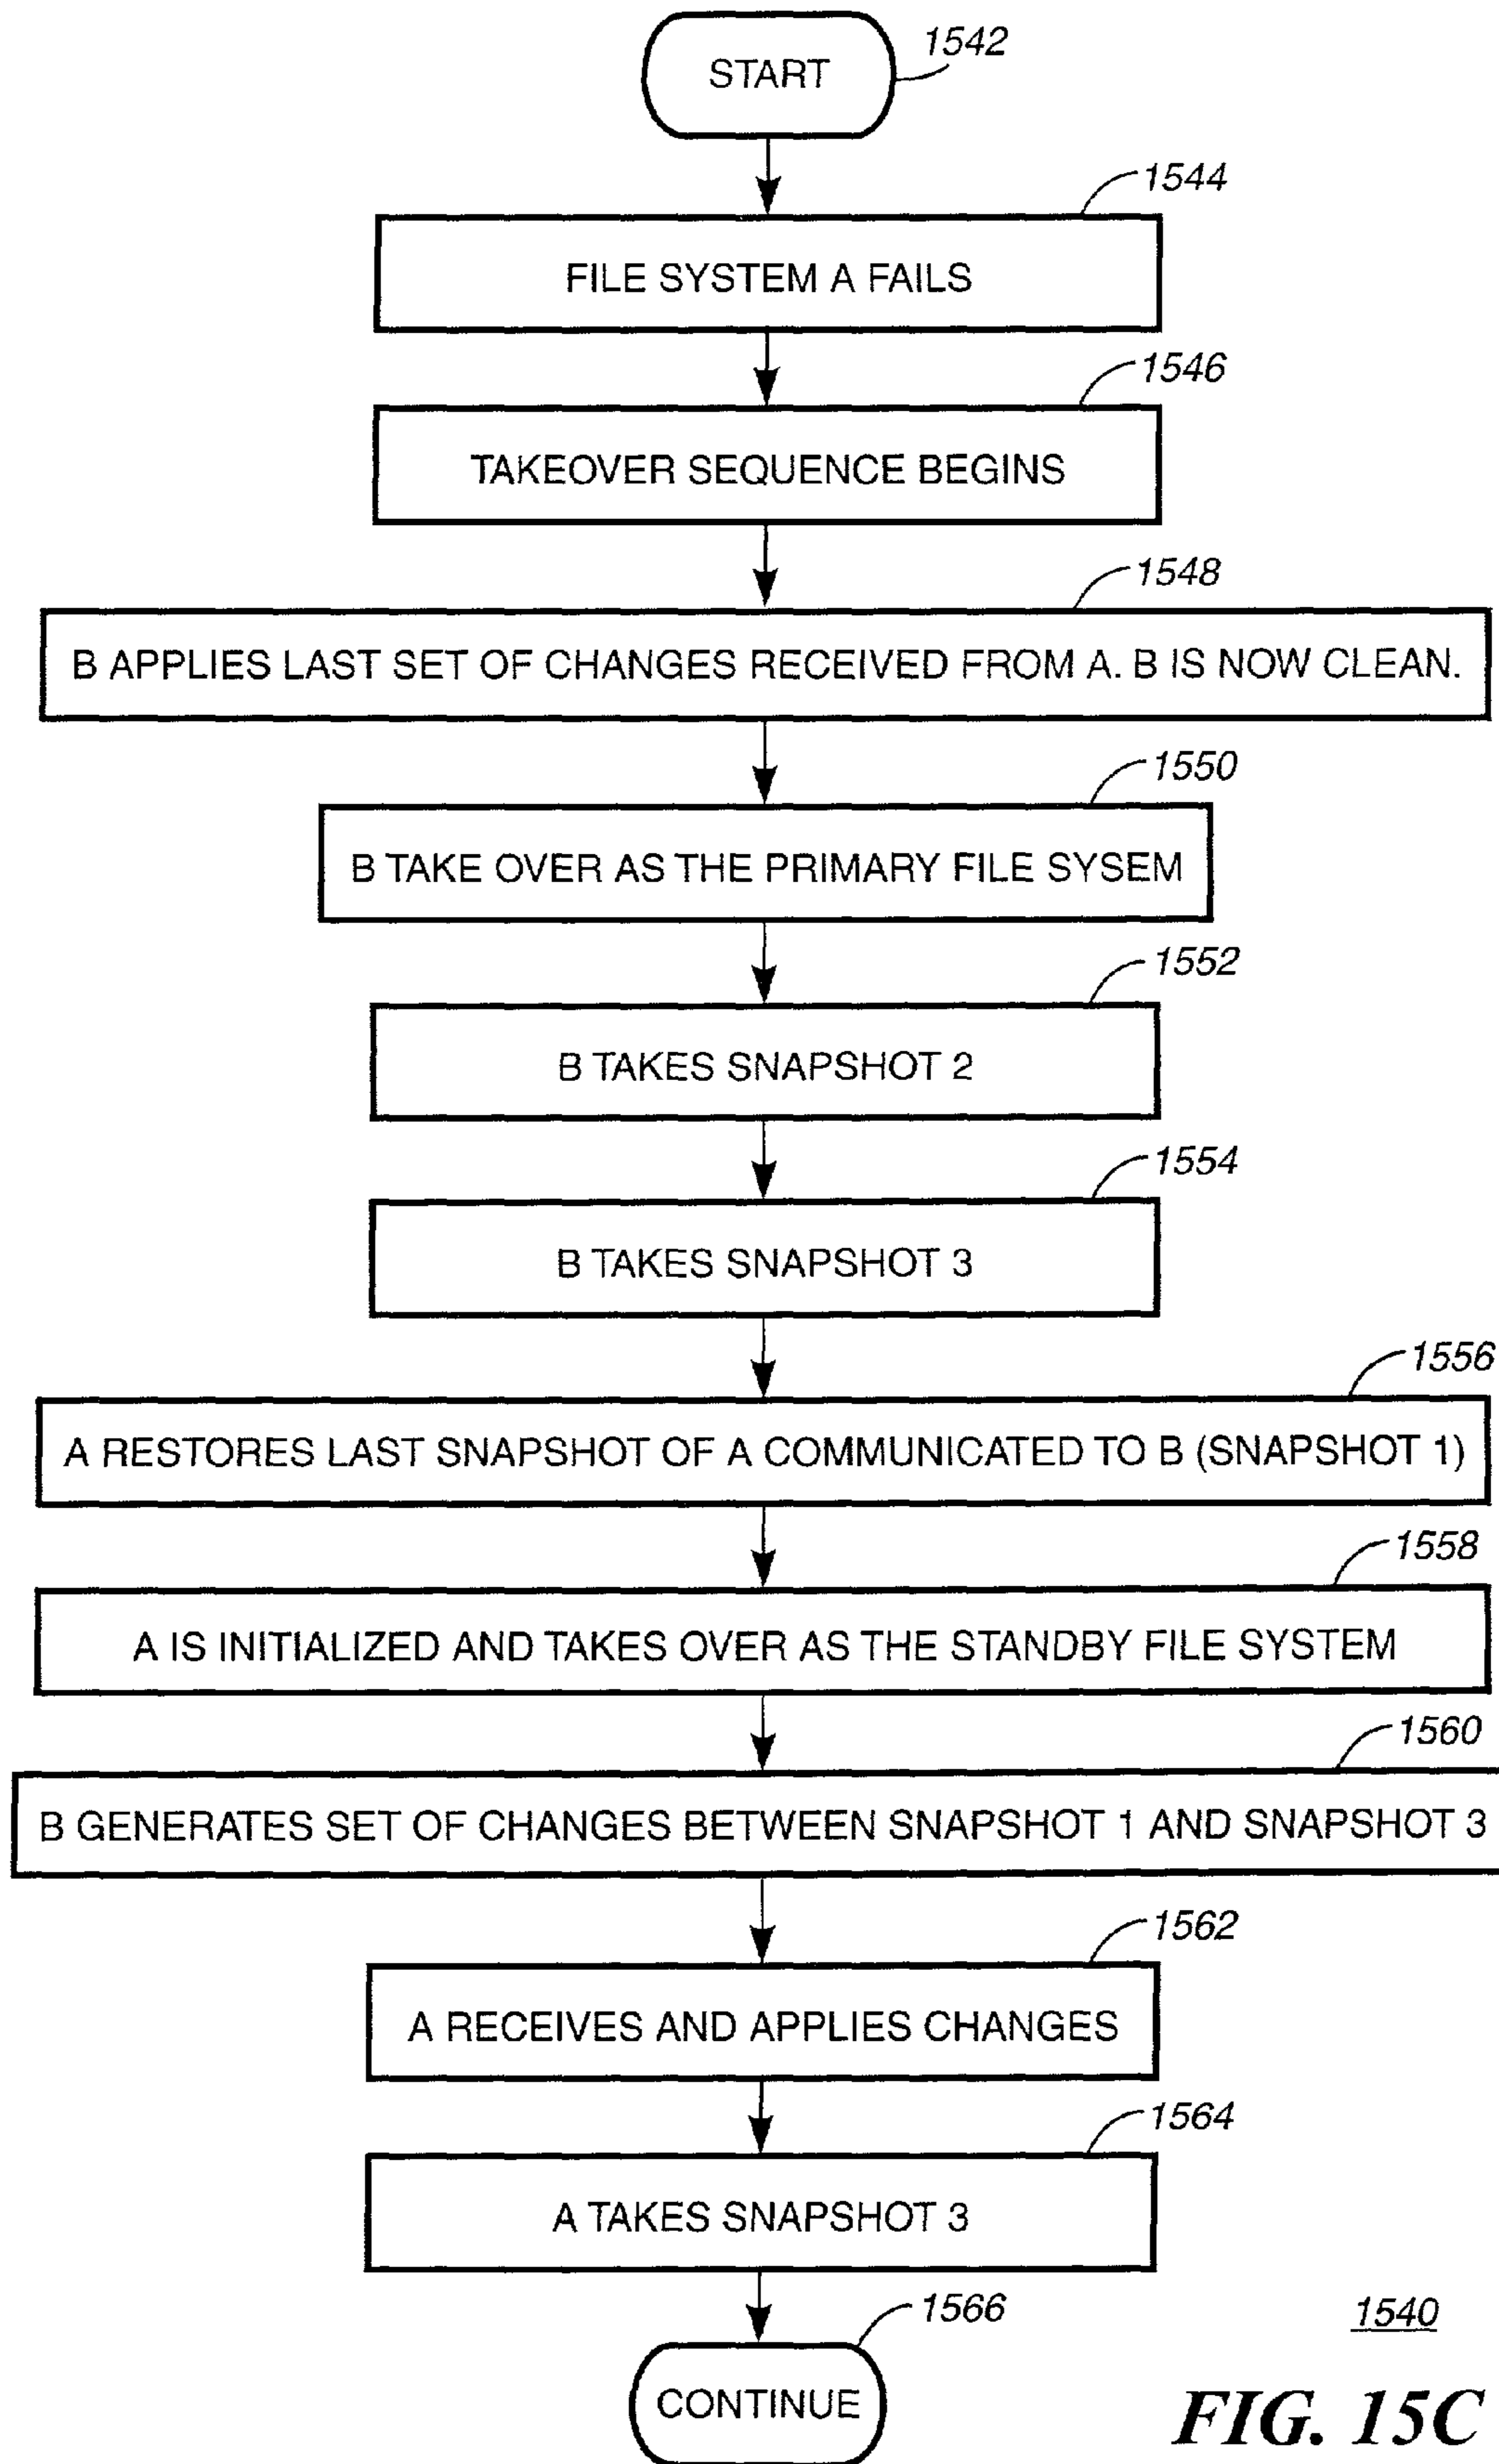 START
1542
1544
FILE SYSTEM A FAILS
1546
TAKEOVER SEQUENCE BEGINS
1548
B APPLIES LAST SET OF CHANGES RECEIVED FROM A. B IS NOW CLEAN.
1550
B TAKE OVER AS THE PRIMARY FILE SYSEM
1552
B TAKES SNAPSHOT 2
1554
B TAKES SNAPSHOT 3
1556
A RESTORES LAST SNAPSHOT OF A COMMUNICATED TO B (SNAPSHOT 1)
1558
A IS INITIALIZED AND TAKES OVER AS THE STANDBY FILE SYSTEM
1560
B GENERATES SET OF CHANGES BETWEEN SNAPSHOT 1 AND SNAPSHOT 3
1562
A RECEIVES AND APPLIES CHANGES
1564
A TAKES SNAPSHOT 3
1566
CONTINUE
1540
FIG. 15C